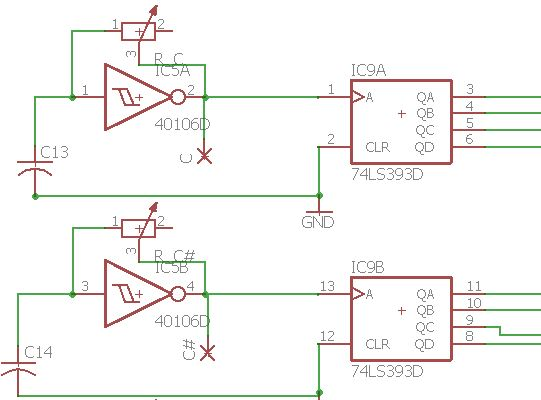 1 2
3
R_C
IC5A
1 2
40106D
C
C13
IC9A
1 A QA 3
QB 4
QC 5
2 CLR QD 6
74LS393D
GND
1 2
3
R_C#
IC5B
3 4
40106D
C#
C14
IC9B
13 A QA 11
QB 10
QC 9
12 CLR QD 8
74LS393D